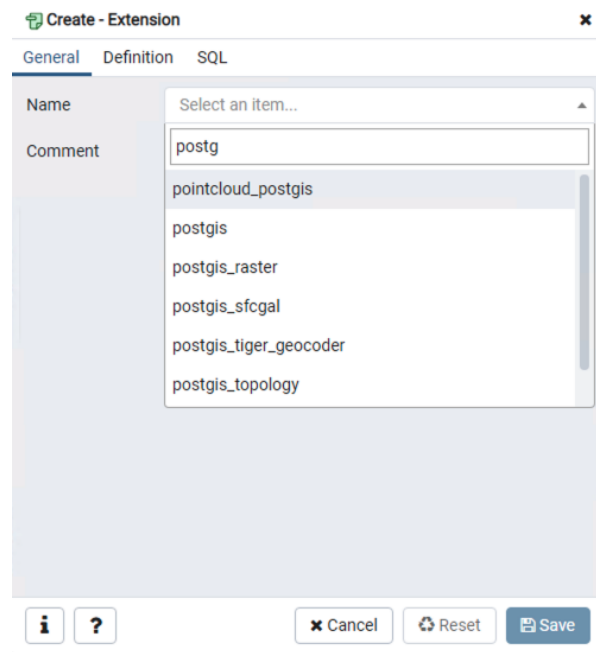 Create - Extension
General Definition SQL
Name Select an item...
Comment
postg
pointcloud_postgis
postgis
postgis_raster
postgis_sfcgal
postgis_tiger_geocoder
postgis_topology
i ? Cancel Reset Save